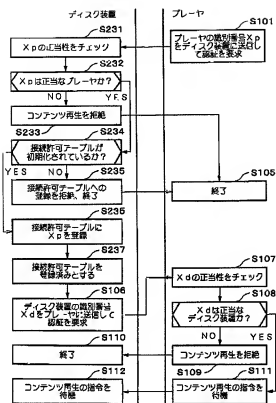 ディスク装置
プレーヤ
S231
Xpの正当性をチェック
S101
プレーヤの識別番号Xp
をディスク装置に送信し
て認証を要求
S232
Xpは正当なプレーヤか?
NO
YES
S233
コンテンツ再生を拒絶
S234
接続許可テーブルが
初期化されているか?
YES
NO
S235
接続許可テーブルへの
登録を拒絶、終了
S105
終了
S236
接続許可テーブルに
Xpを登録
S237
接続許可テーブルを
登録済みとする
S107
Xdの正当性をチェック
S106
ディスク装置の識別番号
Xdをプレーヤに送信して
認証を要求
S108
Xdは正当な
ディスク装置か?
NO
YES
S110
終了
コンテンツ再生を拒絶
S109
S112
コンテンツ再生の指令を
待機
S111
コンテンツ再生の指令を
待機